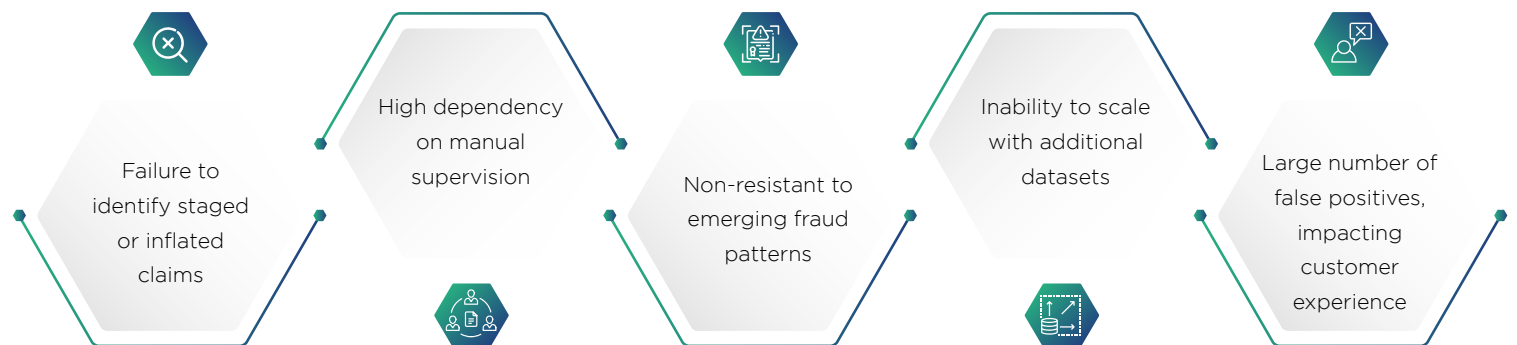 Failure to
identify staged
or inflated
claims
High dependency
on manual
supervision
Non-resistant to
emerging fraud
patterns
Inability to scale
with additional
datasets
Large number of
false positives,
impacting
customer
experience